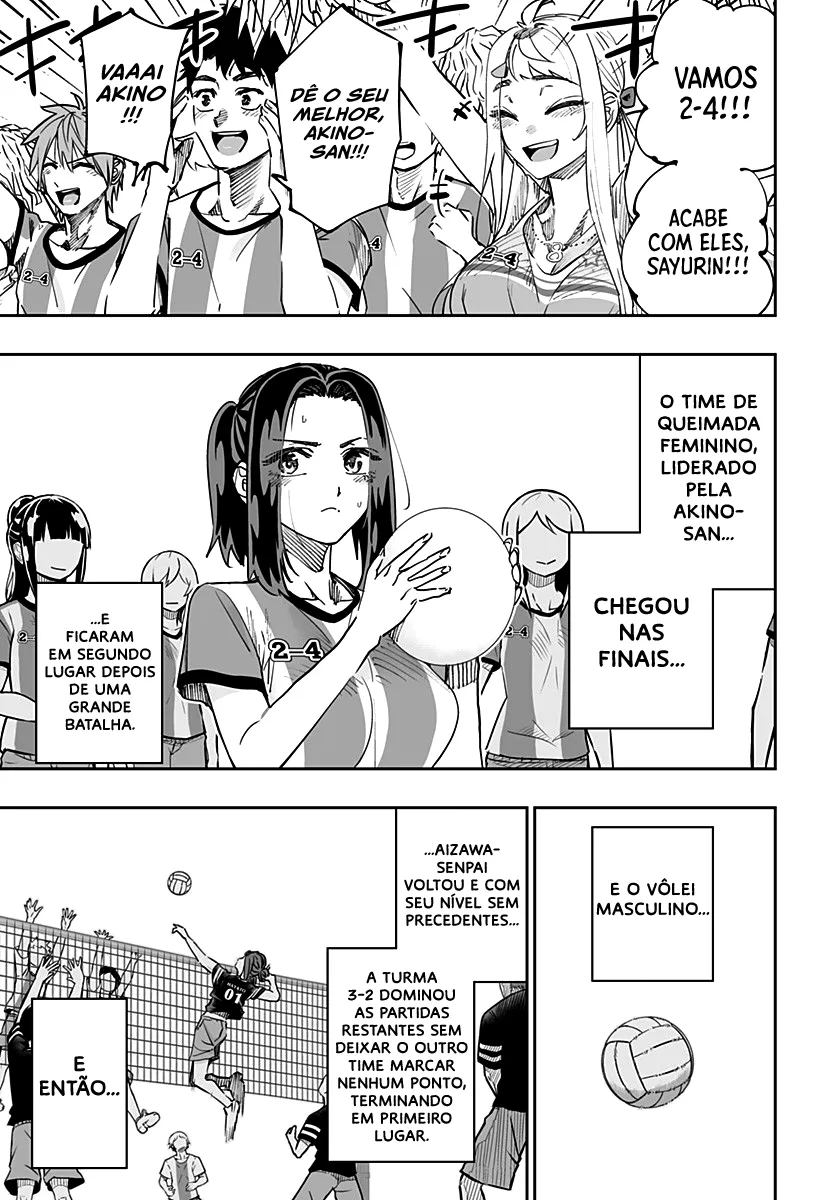 VAMOS
2-4!!!
ACABE
COM ELES,
SAYURIN!!!
DÊ O SEU
MELHOR,
AKINO-
SAN!!!
VAAAI
AKINO
!!!
2-4
2-4
-4
2-4
O TIME DE
QUEIMADA
FEMININO,
LIDERADO
PELA
AKINO-
SAN...
CHEGOU
NAS
FINAIS...
2-4
2-4
2-4
...E
FICARAM
EM SEGUNDO
LUGAR DEPOIS
DE UMA
GRANDE
BATALHA.
E O VÔLEI
MASCULINO...
...AIZAWA-
SENPAI
VOLTOU E COM
SEU NÍVEL SEM
PRECEDENTES...
A TURMA
3-2 DOMINOU
AS PARTIDAS
RESTANTES SEM
DEIXAR O OUTRO
TIME MARCAR
NENHUM PONTO,
TERMINANDO
EM PRIMEIRO
LUGAR.
01
E
ENTÃO...